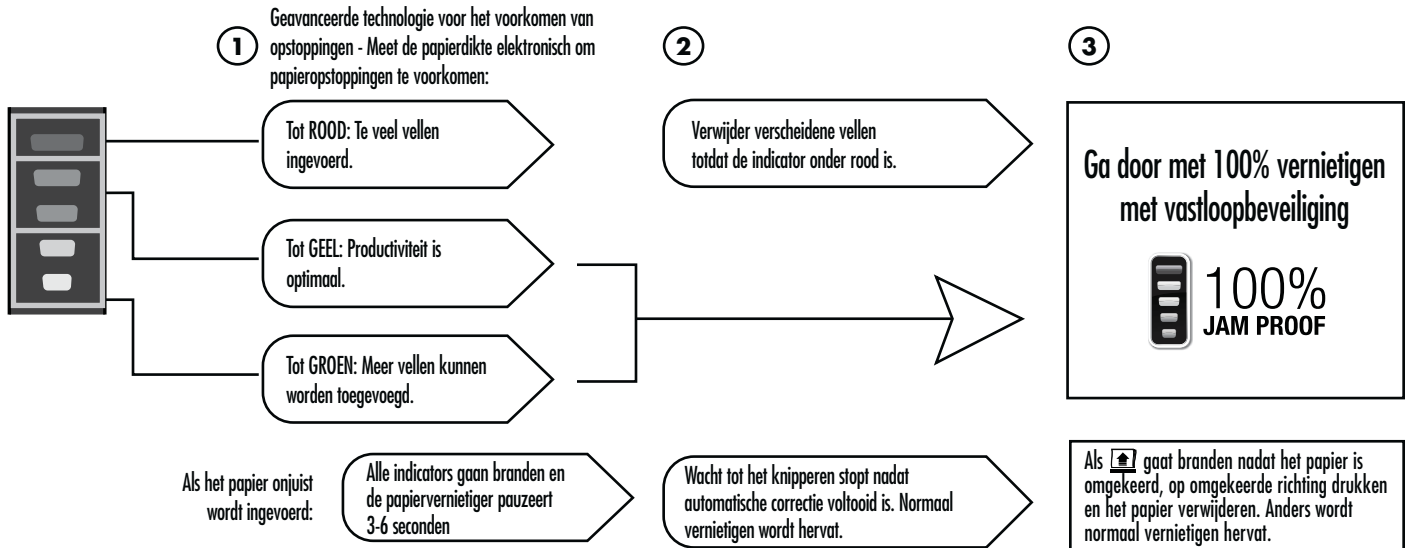 1
Geavanceerde technologie voor het voorkomen van
opstoppingen - Meet de papierdikte elektronisch om
papieropstoppingen te voorkomen:
Tot ROOD: Te veel vellen
ingevoerd.
Tot GEEL: Productiviteit is
optimaal.
Tot GROEN: Meer vellen kunnen
worden toegevoegd.
2
Verwijder verscheidene vellen
totdat de indicator onder rood is.
3
Ga door met 100% vernietigen
met vastloopbeveiliging
100%
JAM PROOF
Als het papier onjuist
wordt ingevoerd:
Alle indicators gaan branden en
de papiervernietiger pauzeert
3-6 seconden
Wacht tot het knipperen stopt nadat
automatische correctie voltooid is. Normaal
vernietigen wordt hervat.
Als gaat branden nadat het papier is
omgekeerd, op omgekeerde richting drukken
en het papier verwijderen. Anders wordt
normaal vernietigen hervat.